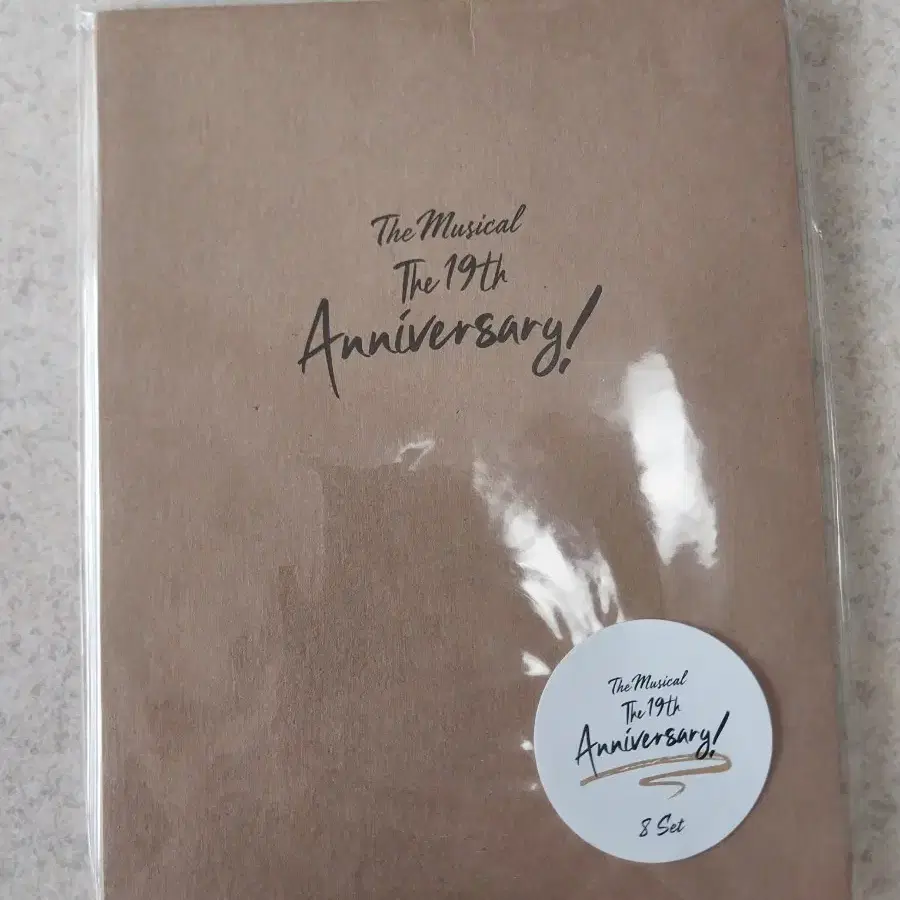 The Musical
The 19th
Anniversary!
The Musical
The 19th
Anniversary!
8 Set